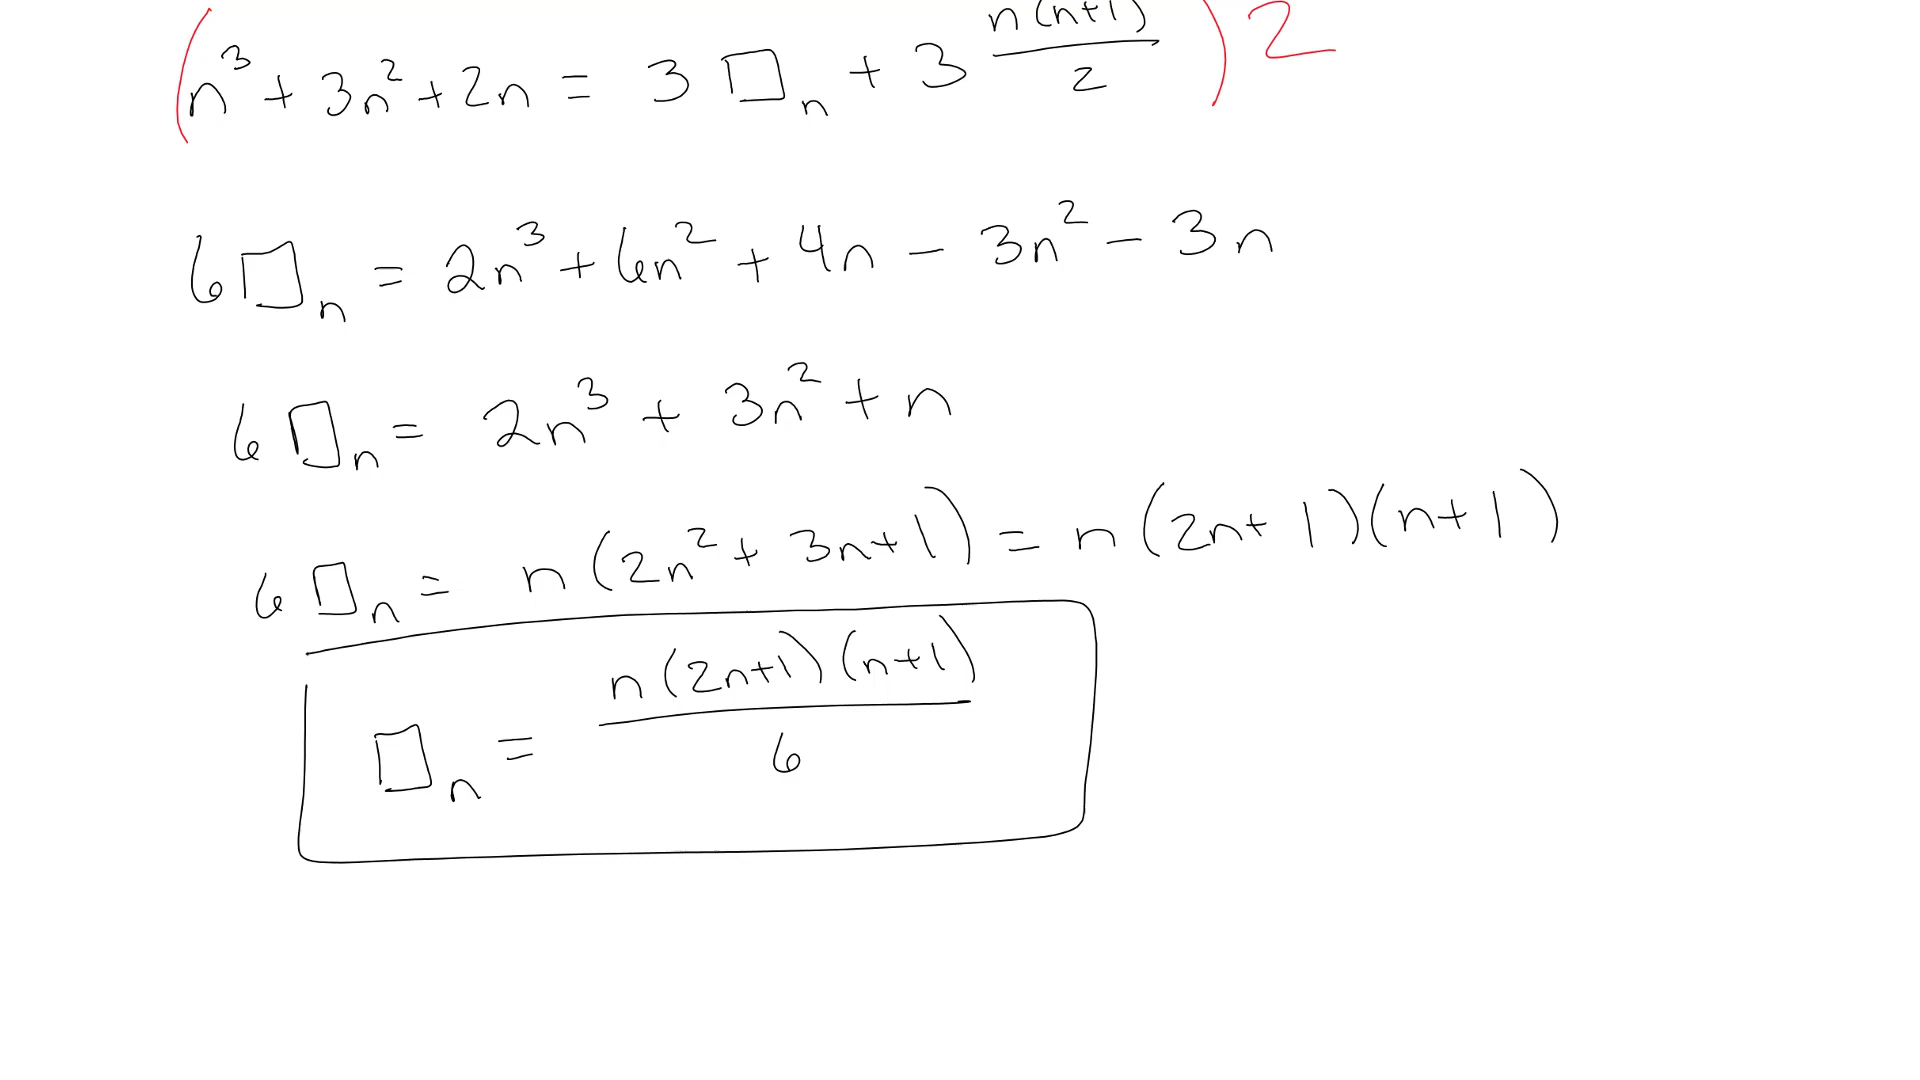 (n³ + 3n² + 2n = 3 □ₙ + 3 n(n+1)/2 ) 2
6□ₙ = 2n³ + 6n² + 4n - 3n² - 3n
6□ₙ = 2n³ + 3n² + n
6□ₙ = n(2n² + 3n+1) = n(2n+1)(n+1)
□ₙ = n(2n+1)(n+1)/6